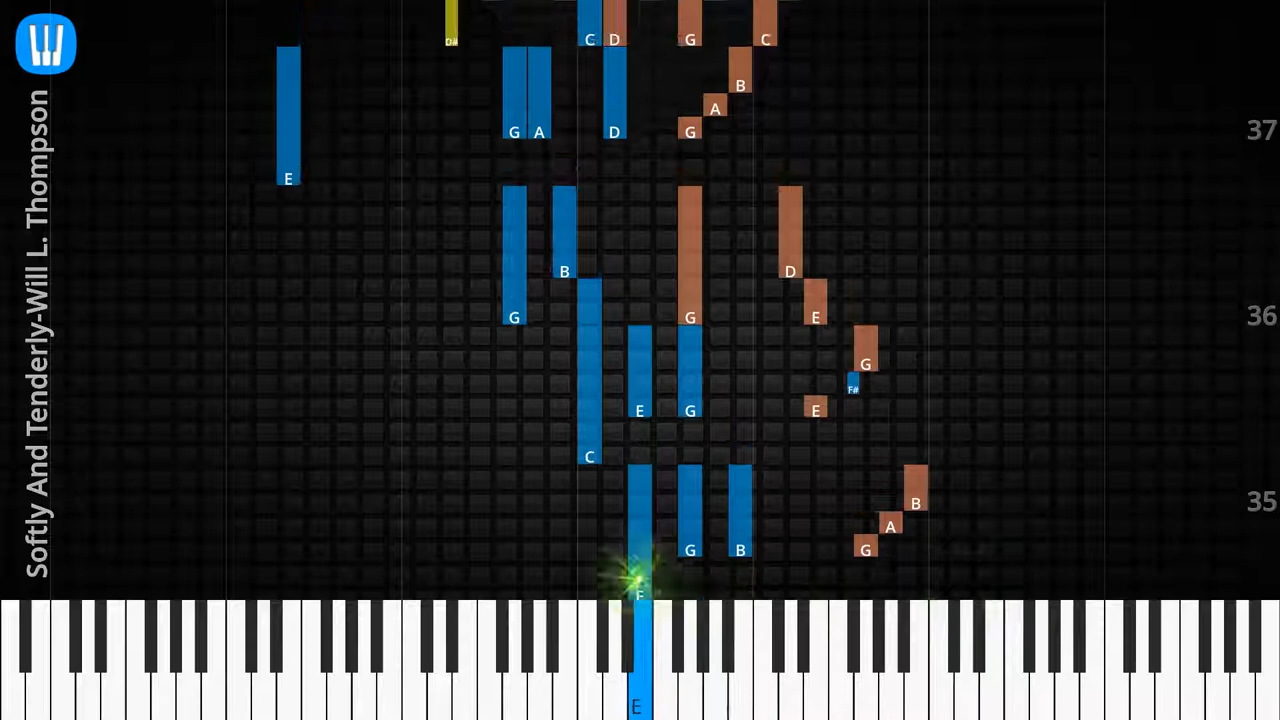 Softly And Tenderly-Will L. Thompson
D#
C D G C
B
A
G A D G
37
E
B D
G G E
36
G
F#
E G E
C
B
35
A
G B G
E
E